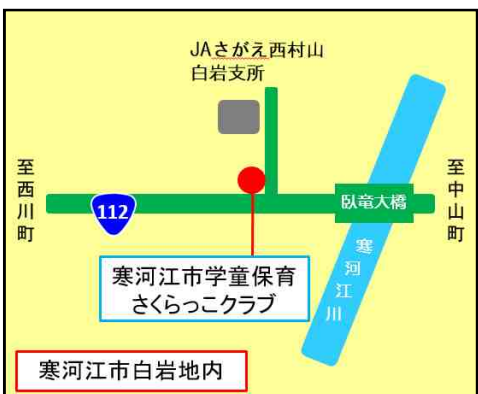 JAさがえ西村山
白岩支所
至西川町
112
臥竜大橋
至中山町
寒河江川
寒河江市学童保育
さくらっこクラブ
寒河江市白岩地内